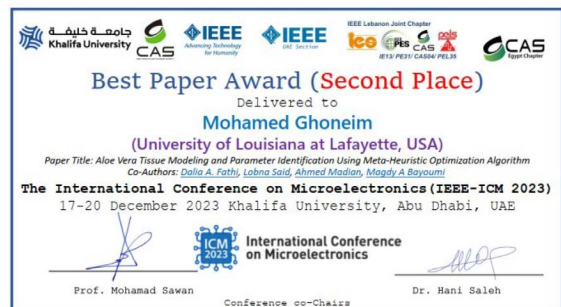 جامعة خليفة
Khalifa University
CAS
IEEE
Advancing Technology
for Humanity
IEEE
UAE Section
IEEE Lebanon Joint Chapter
PES
CAS
pels
IE13/ PE31/ CAS04/ PEL35
CAS
Egypt Chapter
Best Paper Award (Second Place)
Delivered to
Mohamed Ghoneim
(University of Louisiana at Lafayette, USA)
Paper Title: Aloe Vera Tissue Modeling and Parameter Identification Using Meta-Heuristic Optimization Algorithm
Co-Authors: Dalia A. Fathi, Lobna Said, Ahmed Madian, Magdy A Bayoumi
The International Conference on Microelectronics(IEEE-ICM 2023)
17-20 December 2023 Khalifa University, Abu Dhabi, UAE
ICM
2023
International Conference
on Microelectronics
Prof. Mohamad Sawan
Dr. Hani Saleh
Conference co-Chairs